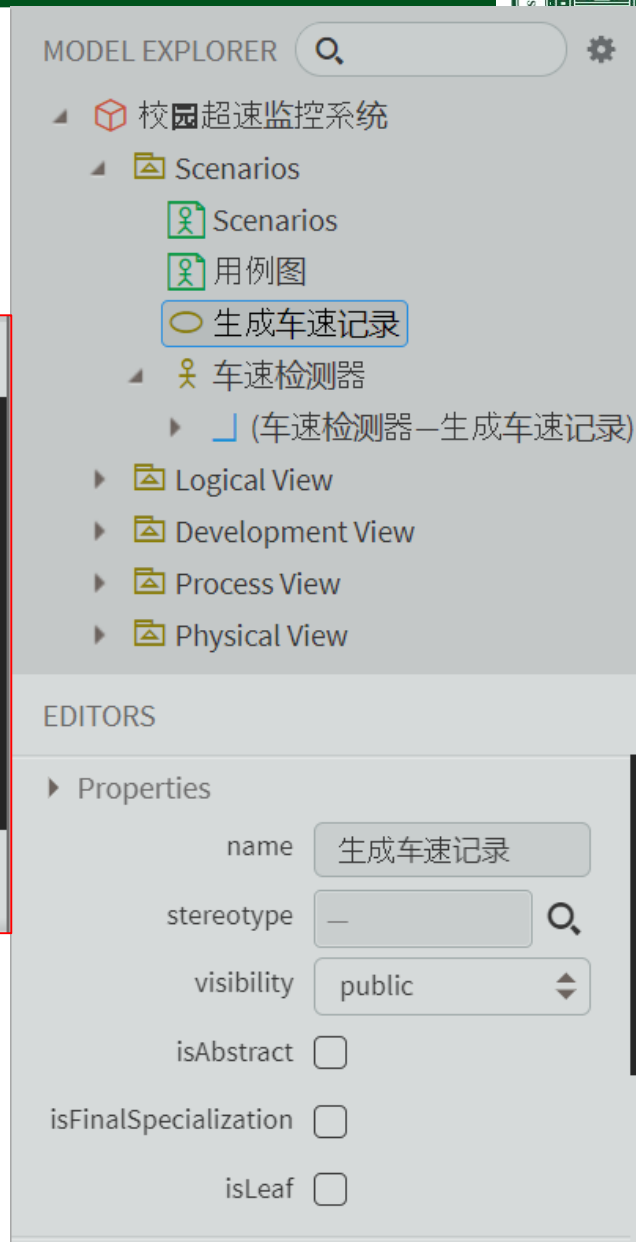 MODEL EXPLORER
校园超速监控系统
Scenarios
Scenarios
用例图
生成车速记录
车速检测器
(车速检测器—生成车速记录)
Logical View
Development View
Process View
Physical View
EDITORS
Properties
name 生成车速记录
stereotype —
visibility public
isAbstract
isFinalSpecialization
isLeaf